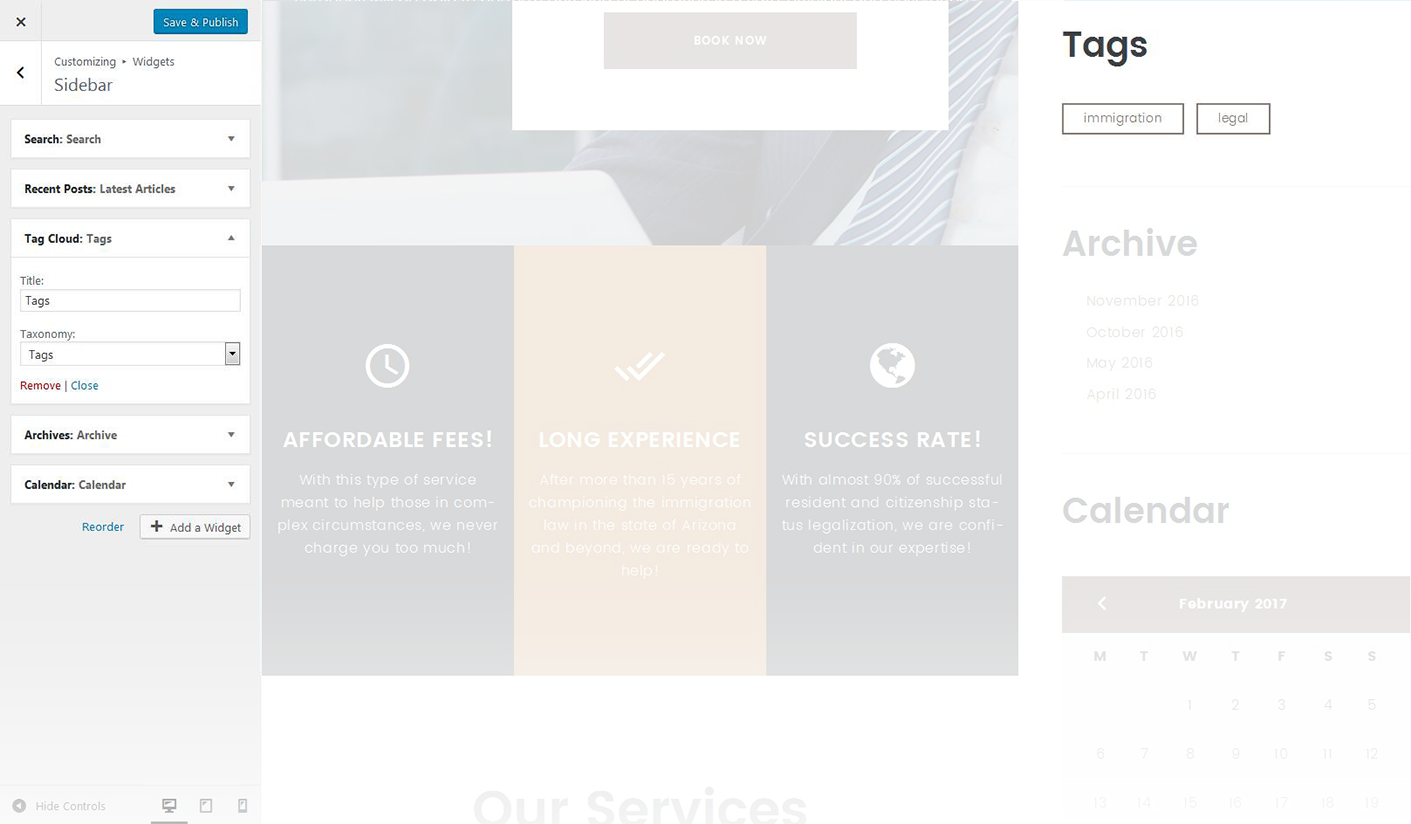 Save & Publish
Customizing ▸ Widgets
Sidebar
Search: Search
Recent Posts: Latest Articles
Tag Cloud: Tags
Title:
Tags
Taxonomy:
Tags
Remove | Close
Archives: Archive
Calendar: Calendar
Reorder
Add a Widget
Hide Controls
BOOK NOW
AFFORDABLE FEES!
With this type of service
meant to help those in com-
plex circumstances, we never
charge you too much!
LONG EXPERIENCE
After more than 15 years of
championing the immigration
law in the state of Arizona
and beyond, we are ready to
help!
SUCCESS RATE!
With almost 90% of successful
resident and citizenship sta-
tus legalization, we are confi-
dent in our expertise!
Our Services
Tags
immigration legal
Archive
November 2016
October 2016
May 2016
April 2016
Calendar
February 2017
M T W T F S S
1 2 3 4 5
6 7 8 9 10 11 12
13 14 15 16 17 18 19